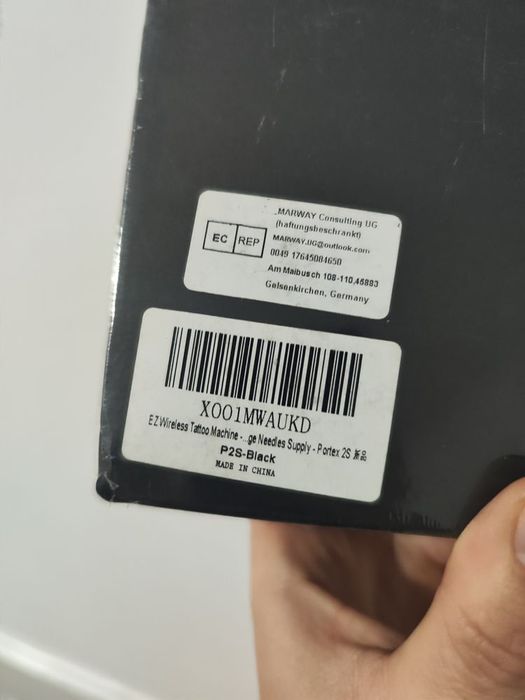 MARWAY Consulting UG
(haftungsbeschrankt)
EC REP
MARWAY.UG@outlook.com
0049 17645084650
Am Maibusch 108-110,45883
Gelsenkirchen, Germany
X001MWAUKD
EZ Wireless Tattoo Machine -...ge Needles Supply - Portex 2S 新品
P2S-Black
MADE IN CHINA